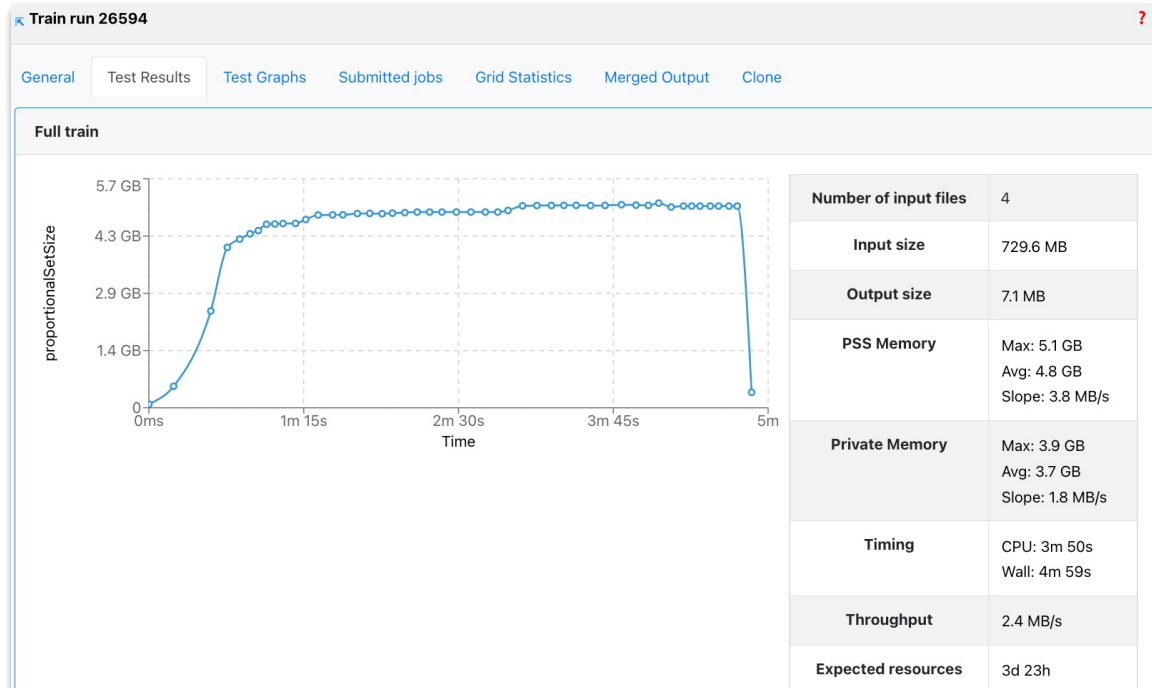 Train run 26594
?
General Test Results Test Graphs Submitted jobs Grid Statistics Merged Output Clone
Full train
proportionalSetSize
5.7 GB
4.3 GB
2.9 GB
1.4 GB
0
0ms 1m 15s 2m 30s 3m 45s 5m
Time
Number of input files 4
Input size 729.6 MB
Output size 7.1 MB
PSS Memory Max: 5.1 GB
Avg: 4.8 GB
Slope: 3.8 MB/s
Private Memory Max: 3.9 GB
Avg: 3.7 GB
Slope: 1.8 MB/s
Timing CPU: 3m 50s
Wall: 4m 59s
Throughput 2.4 MB/s
Expected resources 3d 23h